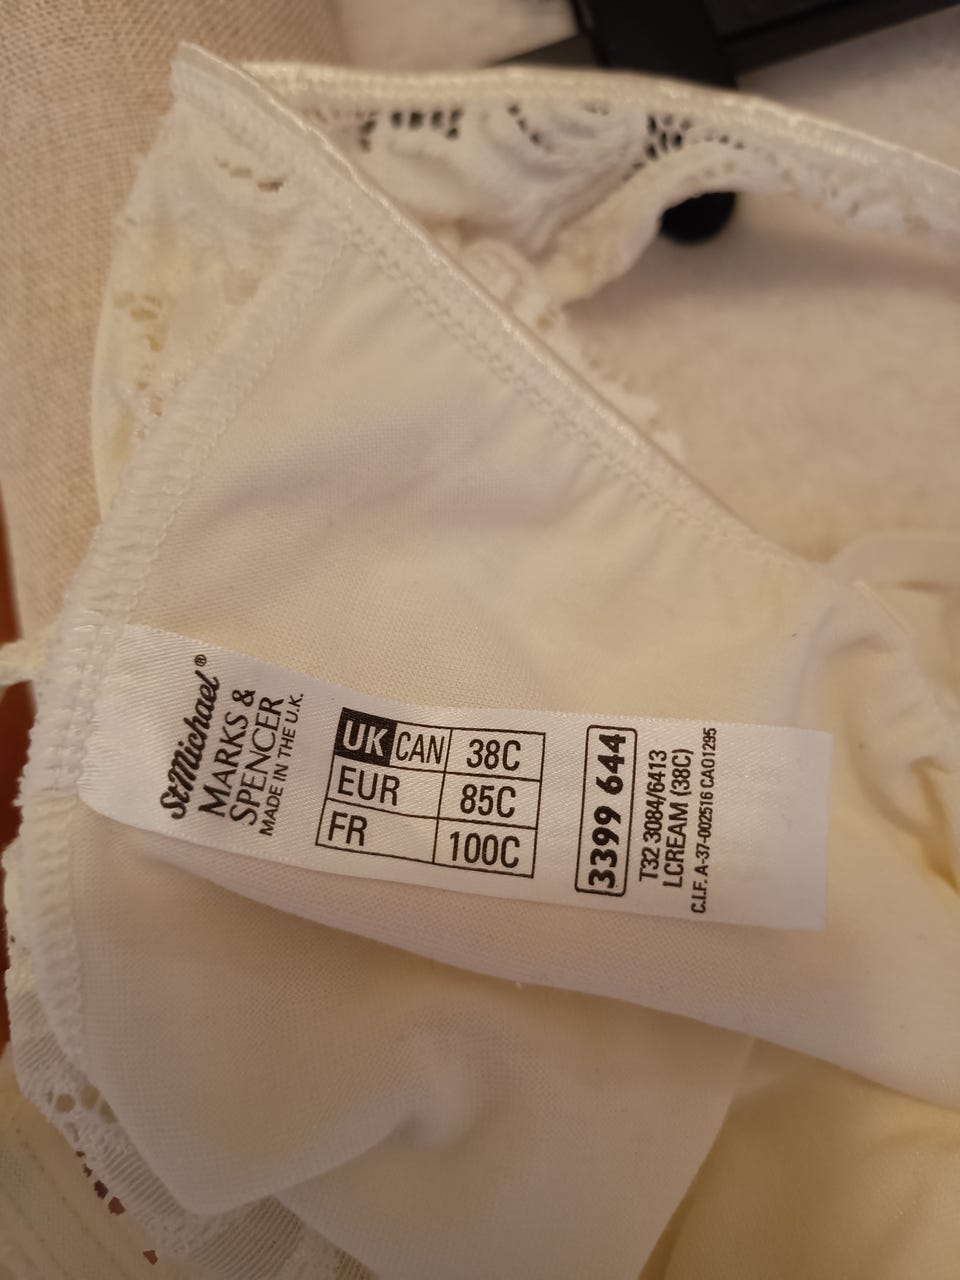 St Michael®
MARKS &
SPENCER
MADE IN THE U.K.
UK CAN 38C
EUR 85C
FR 100C
3399 644
T32 3084/6413
LCREAM (38C)
C.I.F. A-37-002516 CA01295